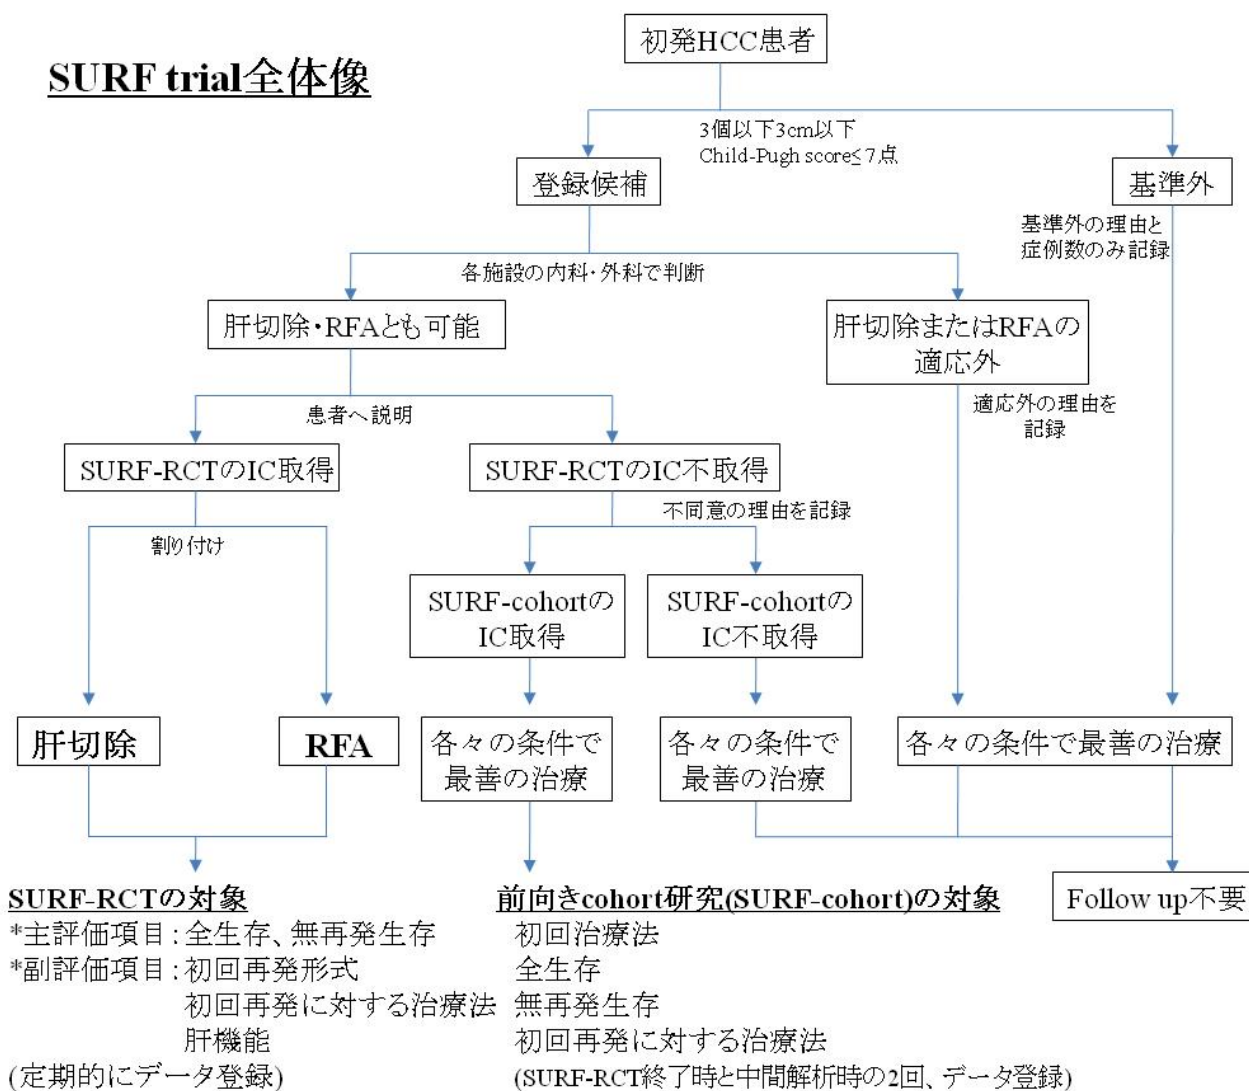 初発HCC患者
SURF trial全体像
3個以下3cm以下
Child-Pugh score≤7点
登録候補
基準外
基準外の理由と
症例数のみ記録
各施設の内科・外科で判断
肝切除・RFAとも可能
肝切除またはRFAの
適応外
患者へ説明
適応外の理由を
記録
SURF-RCTのIC取得
SURF-RCTのIC不取得
不同意の理由を記録
割り付け
SURF-cohortの
IC取得
SURF-cohortの
IC不取得
肝切除
RFA
各々の条件で
最善の治療
各々の条件で
最善の治療
各々の条件で最善の治療
SURF-RCTの対象
*主評価項目:全生存、無再発生存
*副評価項目:初回再発形式
初回再発に対する治療法
肝機能
(定期的にデータ登録)
前向きcohort研究(SURF-cohort)の対象
初回治療法
全生存
無再発生存
初回再発に対する治療法
(SURF-RCT終了時と中間解析時の2回、データ登録)
Follow up不要